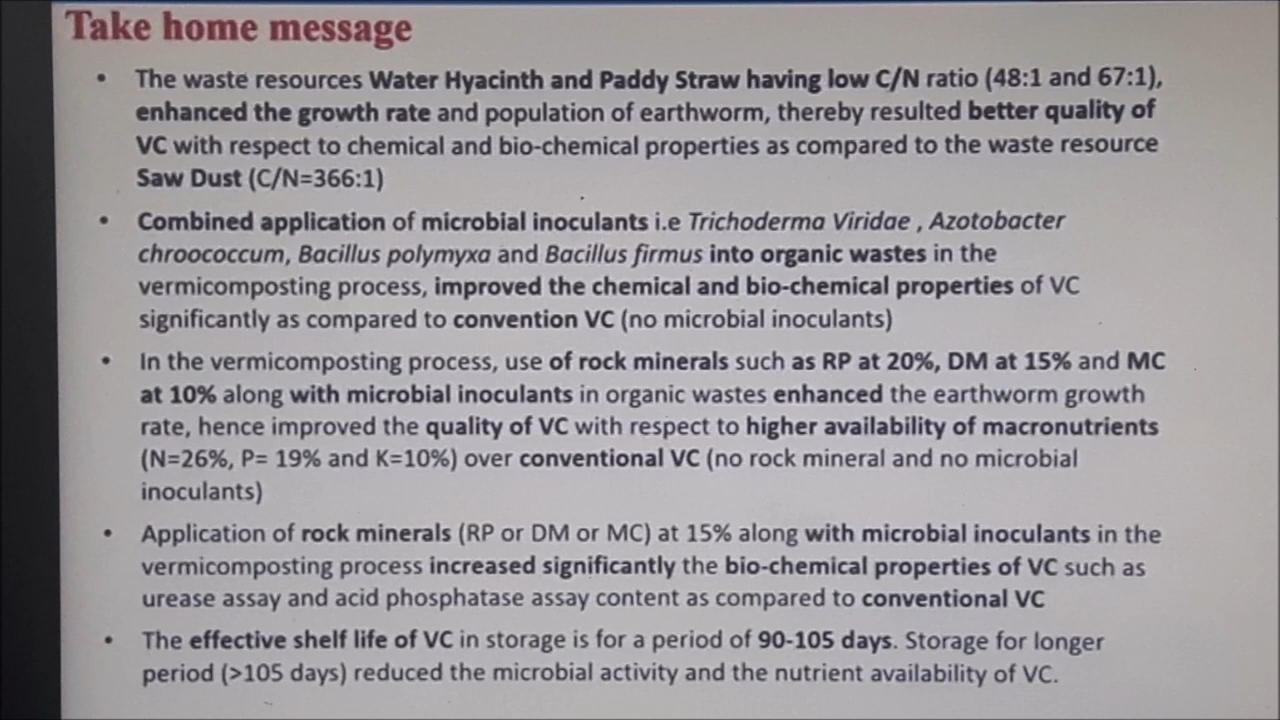 Take home message
• The waste resources Water Hyacinth and Paddy Straw having low C/N ratio (48:1 and 67:1),
enhanced the growth rate and population of earthworm, thereby resulted better quality of
VC with respect to chemical and bio-chemical properties as compared to the waste resource
Saw Dust (C/N=366:1)
• Combined application of microbial inoculants i.e Trichoderma Viridae , Azotobacter
chroococcum, Bacillus polymyxa and Bacillus firmus into organic wastes in the
vermicomposting process, improved the chemical and bio-chemical properties of VC
significantly as compared to convention VC (no microbial inoculants)
• In the vermicomposting process, use of rock minerals such as RP at 20%, DM at 15% and MC
at 10% along with microbial inoculants in organic wastes enhanced the earthworm growth
rate, hence improved the quality of VC with respect to higher availability of macronutrients
(N=26%, P= 19% and K=10%) over conventional VC (no rock mineral and no microbial
inoculants)
• Application of rock minerals (RP or DM or MC) at 15% along with microbial inoculants in the
vermicomposting process increased significantly the bio-chemical properties of VC such as
urease assay and acid phosphatase assay content as compared to conventional VC
• The effective shelf life of VC in storage is for a period of 90-105 days. Storage for longer
period (>105 days) reduced the microbial activity and the nutrient availability of VC.